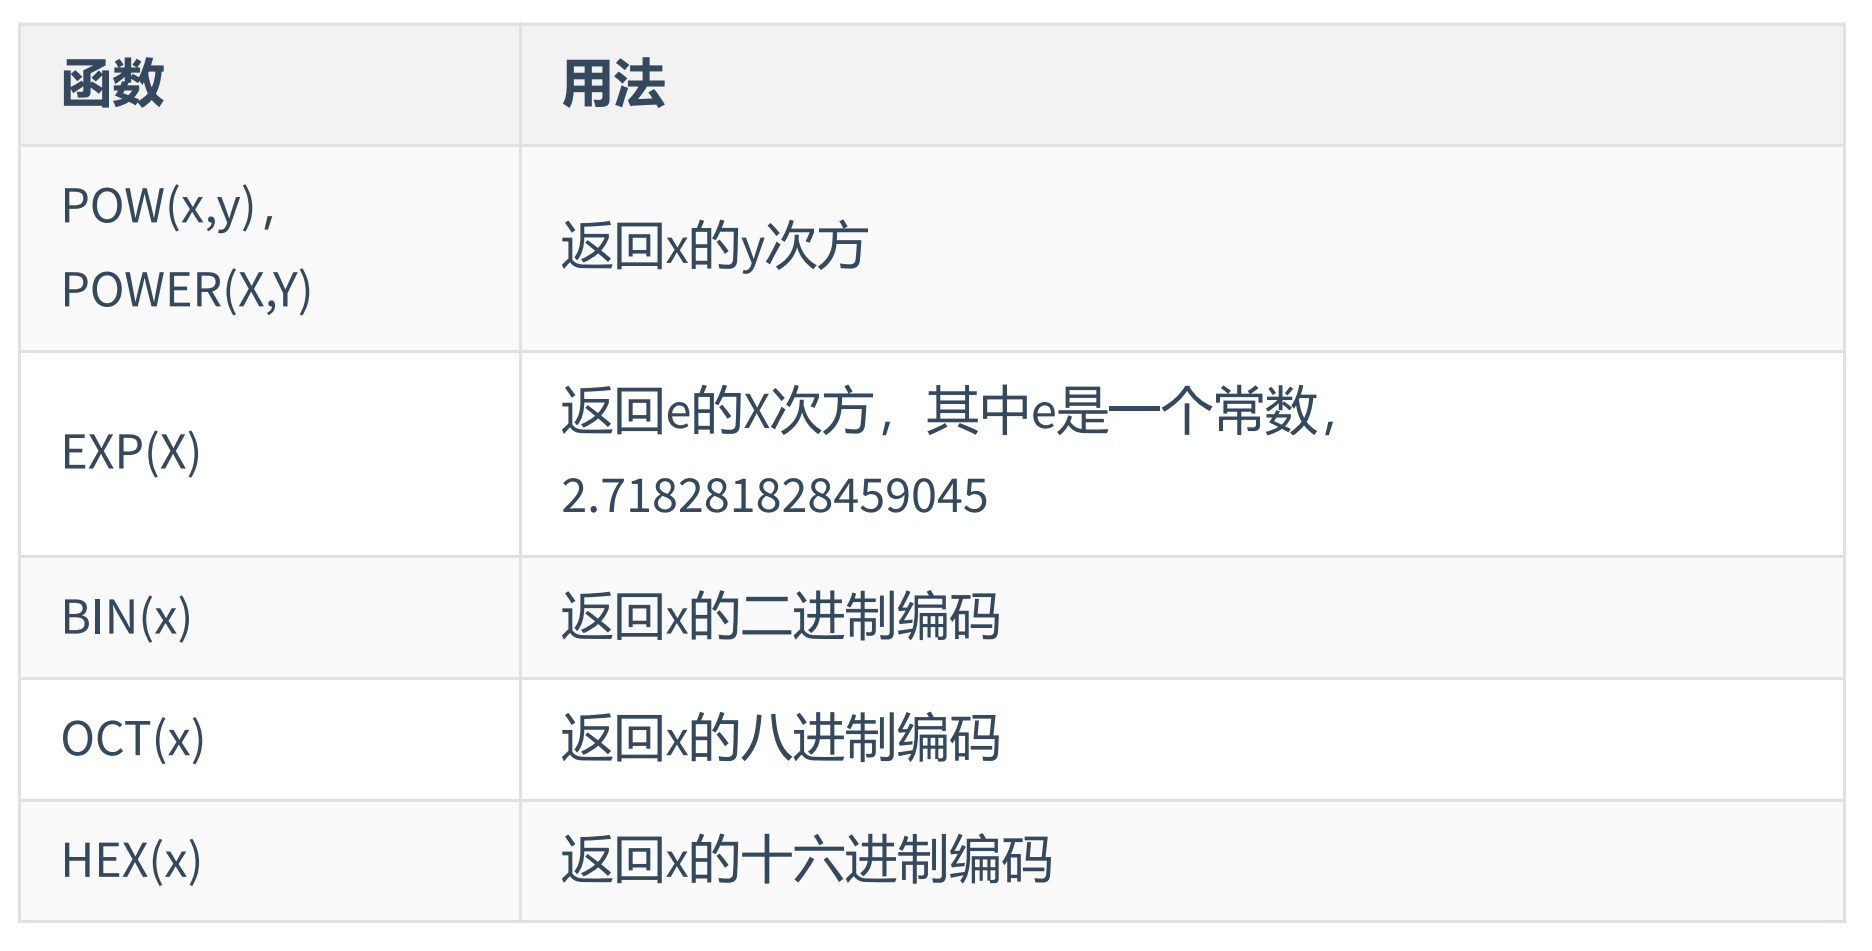 函数
用法
POW(x,y)，
POWER(X,Y)
返回x的y次方
EXP(X)
返回e的X次方，其中e是一个常数，
2.718281828459045
BIN(x)
返回x的二进制编码
OCT(x)
返回x的八进制编码
HEX(x)
返回x的十六进制编码